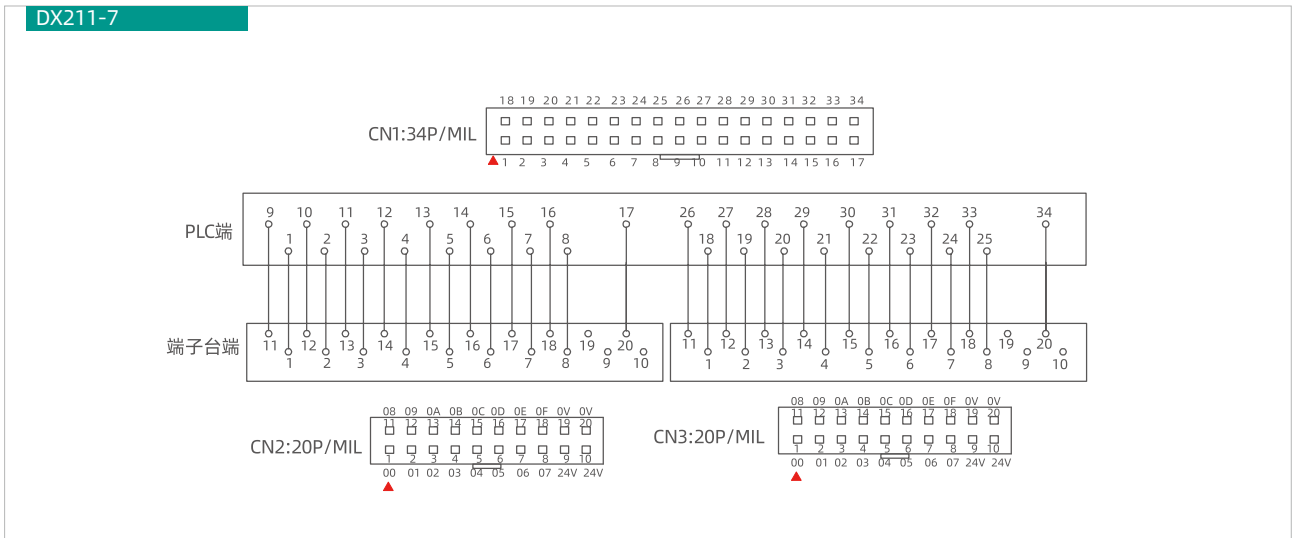 DX211-7
18 19 20 21 22 23 24 25 26 27 28 29 30 31 32 33 34
CN1:34P/MIL
1 2 3 4 5 6 7 8 9 10 11 12 13 14 15 16 17
9 10 11 12 13 14 15 16 17 26 27 28 29 30 31 32 33 34
PLC端
1 2 3 4 5 6 7 8 18 19 20 21 22 23 24 25
端子台端
11 12 13 14 15 16 17 18 19 20 11 12 13 14 15 16 17 18 19 20
1 2 3 4 5 6 7 8 9 10 1 2 3 4 5 6 7 8 9 10
08 09 0A 0B 0C 0D 0E 0F 0V 0V
11 12 13 14 15 16 17 18 19 20
CN2:20P/MIL
1 2 3 4 5 6 7 8 9 10
00 01 02 03 04 05 06 07 24V 24V
08 09 0A 0B 0C 0D 0E 0F 0V 0V
11 12 13 14 15 16 17 18 19 20
CN3:20P/MIL
1 2 3 4 5 6 7 8 9 10
00 01 02 03 04 05 06 07 24V 24V